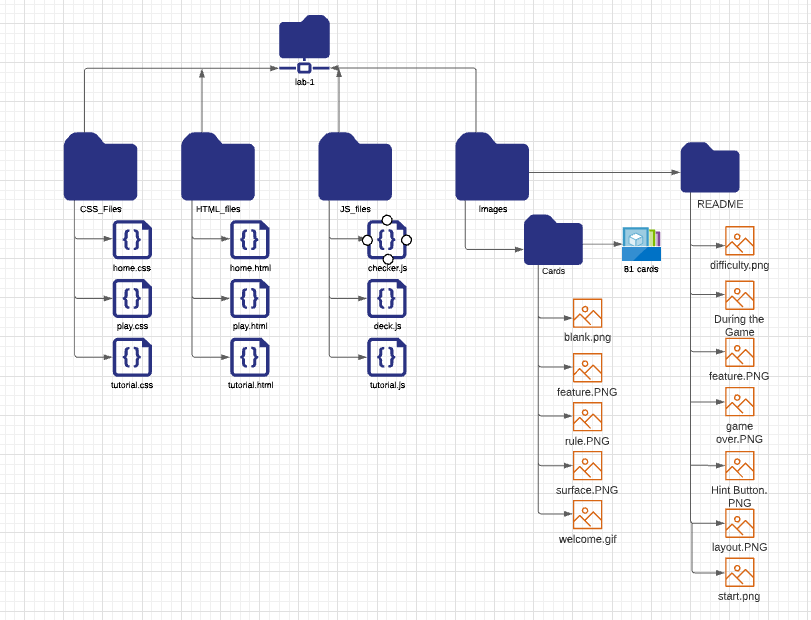 lab-1
CSS_Files
HTML_files
JS_files
Images
README
home.css
home.html
checker.js
Cards
81 cards
difficulty.png
play.css
play.html
deck.js
blank.png
During the
Game
tutorial.css
tutorial.html
tutorial.js
feature.PNG
feature.PNG
rule.PNG
game
over.PNG
surface.PNG
Hint Button.
PNG
welcome.gif
layout.PNG
start.png